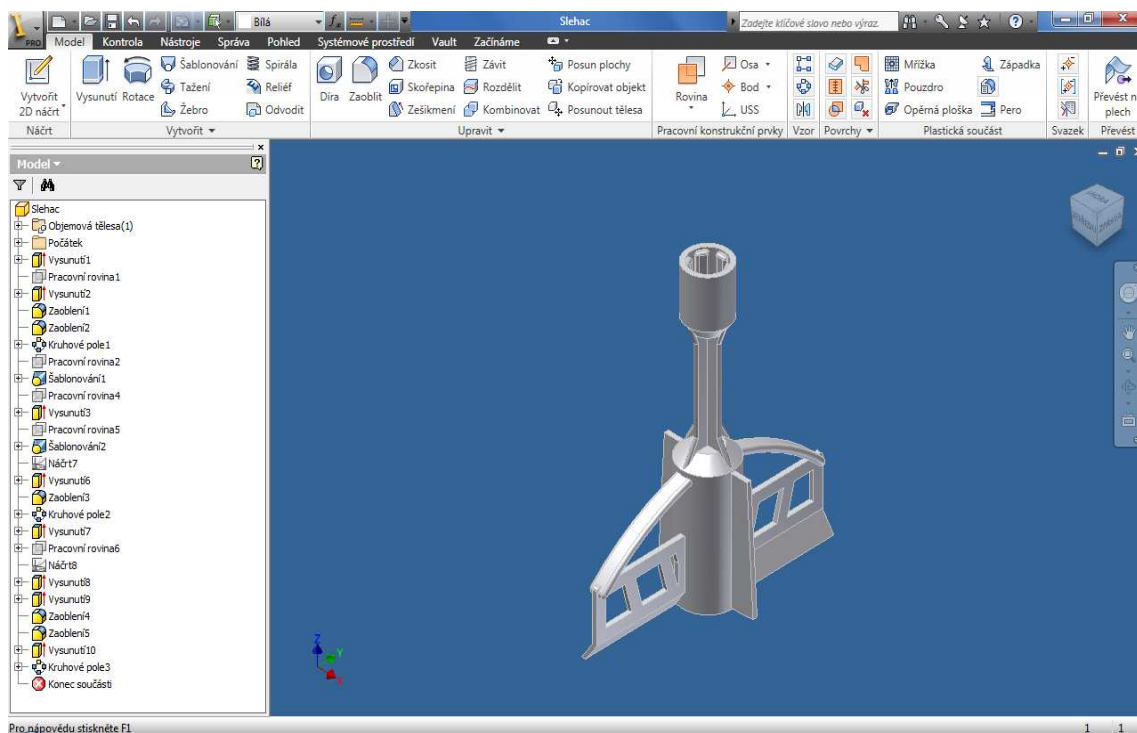 Bílá
Slehac
Zadejte klíčové slovo nebo výraz.
PRO
Model Kontrola Nástroje Správa Pohled Systémové prostředí Vault Začínáme
Vytvořit 2D náčrt
Vysunutí Rotace
Šablonování Spirála
Tažení Reliéf
Žebro Odvodit
Díra Zaoblit
Zkosit Závit Posun plochy
Skořepina Rozdělit Kopírovat objekt
Zešikmení Kombinovat Posunout tělesa
Rovina
Osa
Bod
USS
Mřížka Západka
Pouzdro
Opěrná ploška Pero
Převést n
plech
Náčrt Vytvořit Upravit Pracovní konstrukční prvky Vzor Povrchy Plastická součást Svazek Převést
Model
Slehac
Objemová tělesa(1)
Počátek
Vysunutí1
Pracovní rovina1
Vysunutí2
Zaoblení1
Zaoblení2
Kruhové pole1
Pracovní rovina2
Šablonování1
Pracovní rovina4
Vysunutí3
Pracovní rovina5
Šablonování2
Náčrt7
Vysunutí6
Zaoblení3
Kruhové pole2
Vysunutí7
Pracovní rovina6
Náčrt8
Vysunutí8
Vysunutí9
Zaoblení4
Zaoblení5
Vysunutí10
Kruhové pole3
Konec součásti
Z
Y
X
Pro nápovědu stiskněte F1
1 1